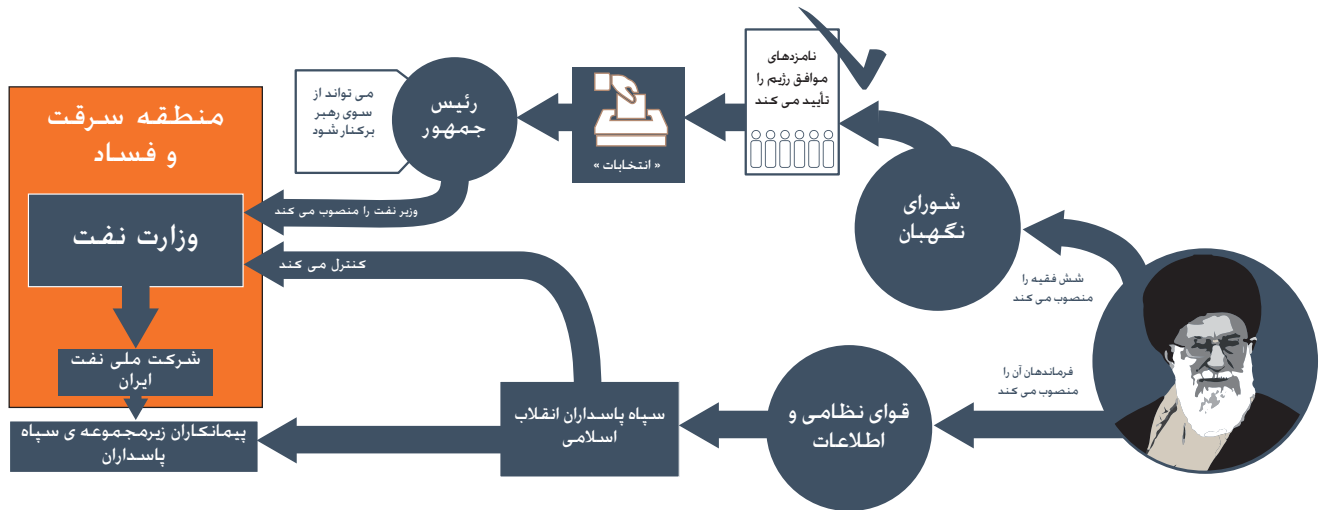 نامزدهای
موافق رژیم را
تأیید می کند
« انتخابات »
رئیس
جمهور
می تواند از
سوی رهبر
برکنار شود
منطقه سرقت
و فساد
وزیر نفت را منصوب می کند
وزارت نفت
کنترل می کند
شورای
نگهبان
شش فقیه را
منصوب می کند
فرماندهان آن را
منصوب می کند
قوای نظامی و
اطلاعات
سپاه پاسداران انقلاب
اسلامی
شرکت ملی نفت
ایران
پیمانکاران زیرمجموعه ی سپاه
پاسداران